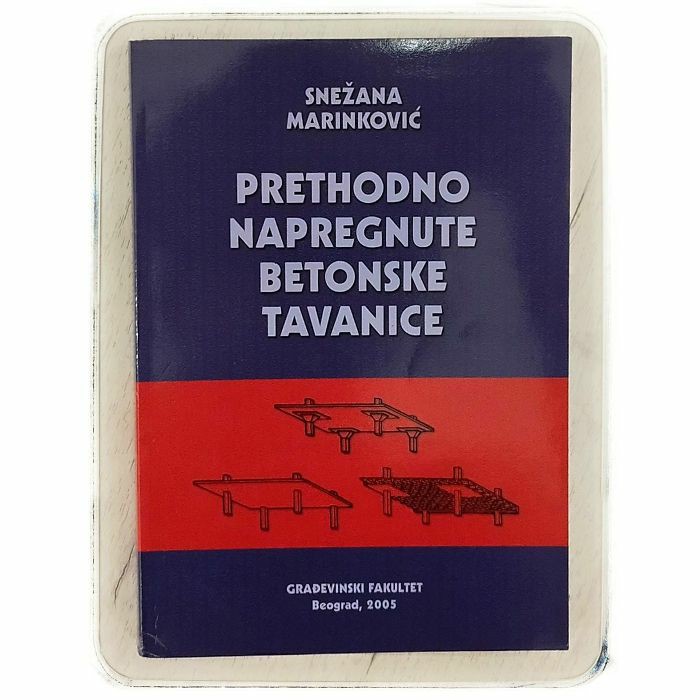 SNEŽANA
MARINKOVIĆ
PRETHODNO
NAPREGNUTE
BETONSKE
TAVANICE
GRAĐEVINSKI FAKULTET
Beograd, 2005